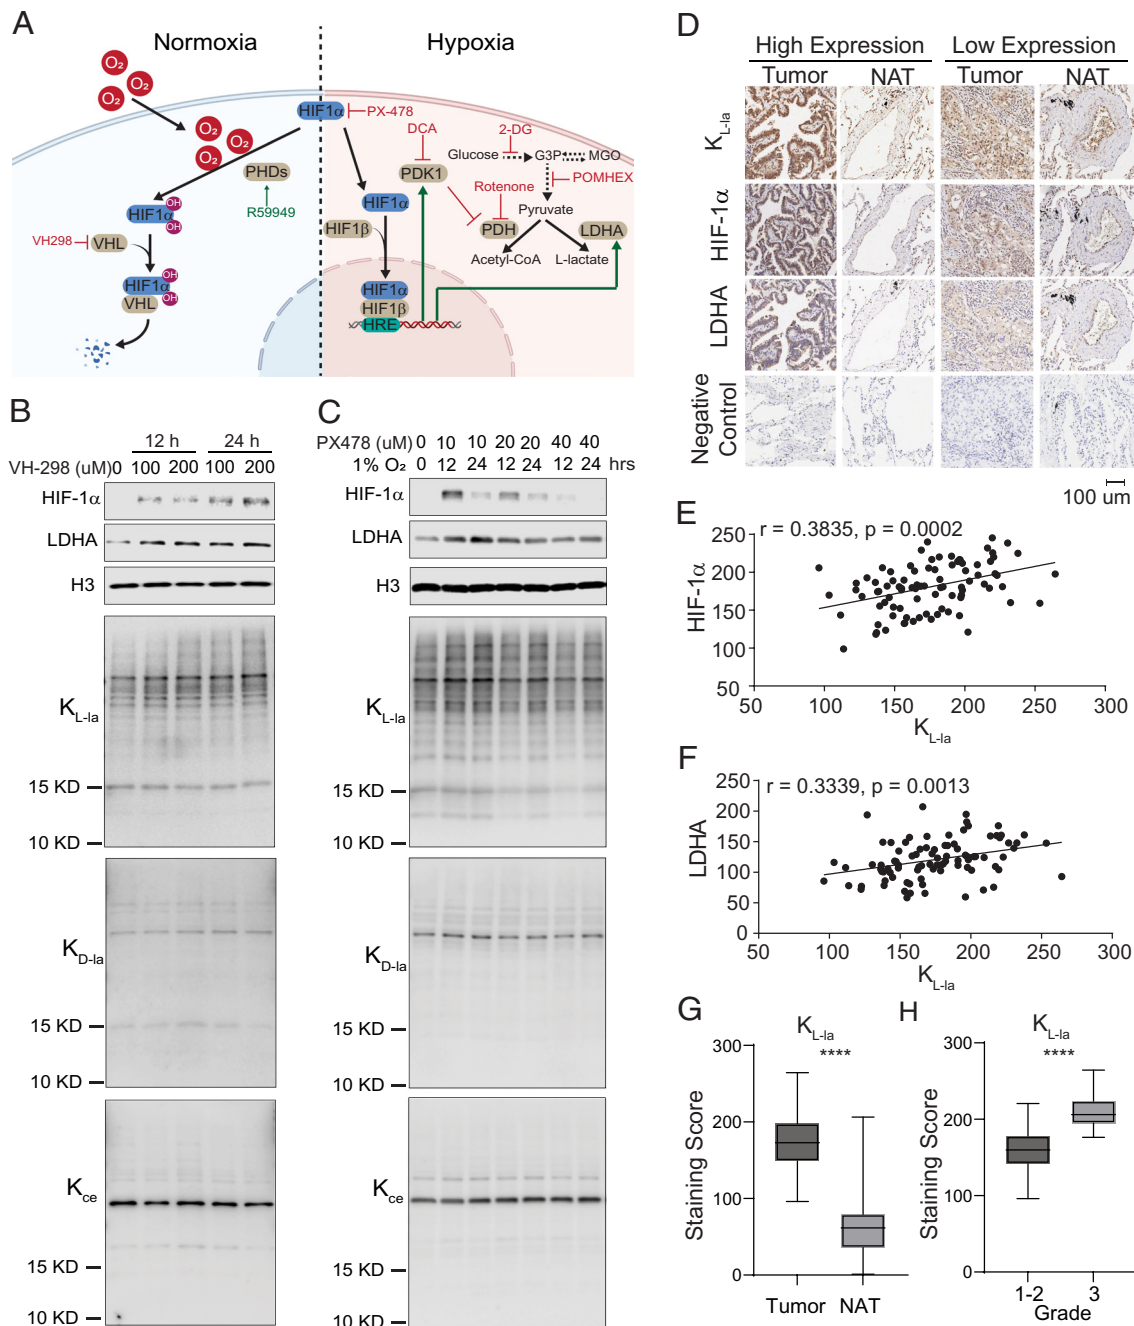 A
Normoxia
Hypoxia
O₂
O₂
O₂
O₂
O₂
O₂
HIF1α
PX-478
PHDs
R59949
HIF1α
OH
OH
VH298
VHL
HIF1α
VHL
OH
OH
DCA
PDK1
2-DG
Glucose
G3P
MGO
POMHEX
Rotenone
Pyruvate
PDH
LDHA
Acetyl-CoA
L-lactate
HIF1α
HIF1β
HIF1α
HIF1β
HRE
B
12 h 24 h
VH-298 (uM) 0 100 200 100 200
HIF-1α
LDHA
H3
K L-la
15 KD
10 KD
K D-la
15 KD
10 KD
K ce
15 KD
10 KD
C
PX478 (uM) 0 10 10 20 20 40 40
1% O₂ 0 12 24 12 24 12 24 hrs
HIF-1α
LDHA
H3
K L-la
15 KD
10 KD
K D-la
15 KD
10 KD
K ce
15 KD
10 KD
D
High Expression Low Expression
Tumor NAT Tumor NAT
K L-la
HIF-1α
LDHA
Negative
Control
100 um
E
r = 0.3835, p = 0.0002
HIF-1α
250
200
150
100
50
50 100 150 200 250 300
K L-la
F
r = 0.3339, p = 0.0013
LDHA
250
200
150
100
50
0
50 100 150 200 250 300
K L-la
G
K L-la
****
Staining Score
300
200
100
0
Tumor NAT
H
K L-la
****
Staining Score
300
200
100
0
1-2 3
Grade